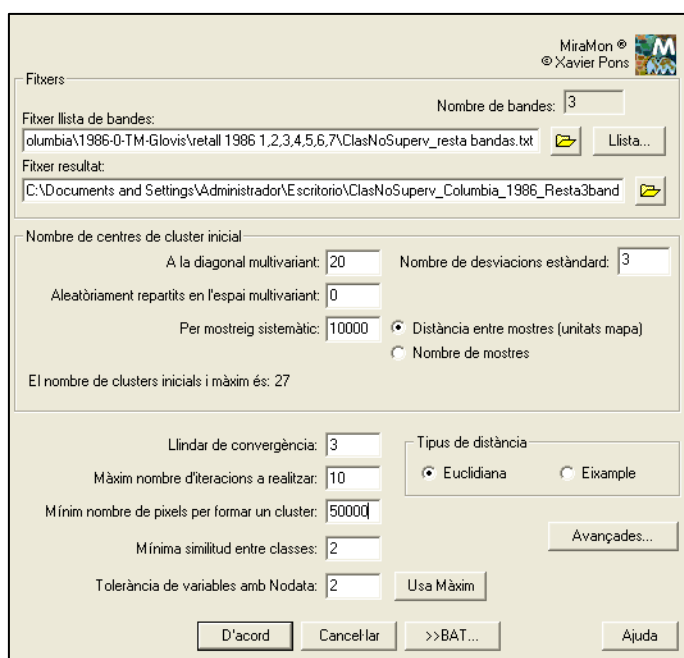 MiraMon ®
© Xavier Pons
Fitxers
Nombre de bandes: 3
Fitxer llista de bandes:
olumbia\1986-0-TM-Glovis\retall 1986 1,2,3,4,5,6,7\ClasNoSuperv_resta bandas.txt
Llista...
Fitxer resultat:
C:\Documents and Settings\Administrador\Escritorio\ClasNoSuperv_Columbia_1986_Resta3band
Nombre de centres de cluster inicial
A la diagonal multivariant: 20 Nombre de desviacions estàndard: 3
Aleatòriament repartits en l'espai multivariant: 0
Per mostreig sistemàtic: 10000 Distància entre mostres (unitats mapa)
Nombre de mostres
El nombre de clusters inicials i màxim és: 27
Llindar de convergència: 3 Tipus de distància
Màxim nombre d'iteracions a realitzar: 10 Euclidiana Eixample
Mínim nombre de pixels per formar un cluster: 50000
Mínima similitud entre classes: 2 Avançades...
Tolerància de variables amb Nodata: 2 Usa Màxim
D'acord Cancel·lar >>BAT... Ajuda